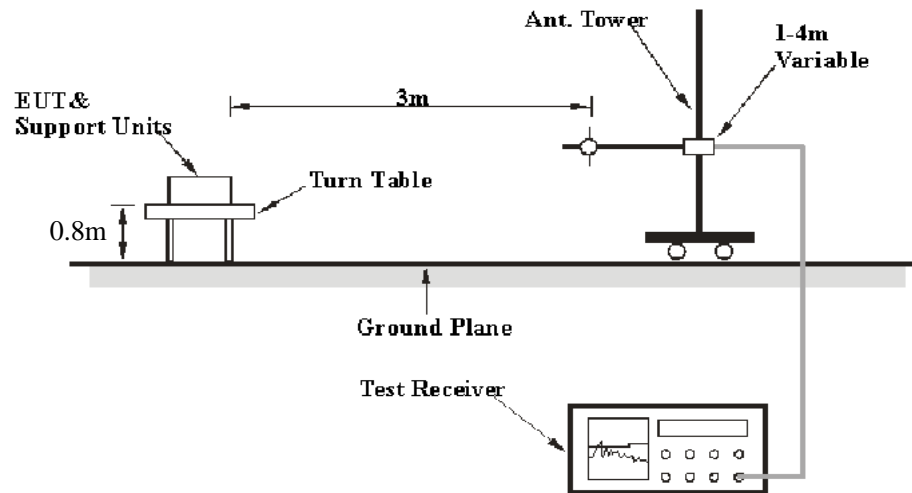 Ant. Tower
1-4m
Variable
3m
EUT&
Support Units
Turn Table
0.8m
Ground Plane
Test Receiver